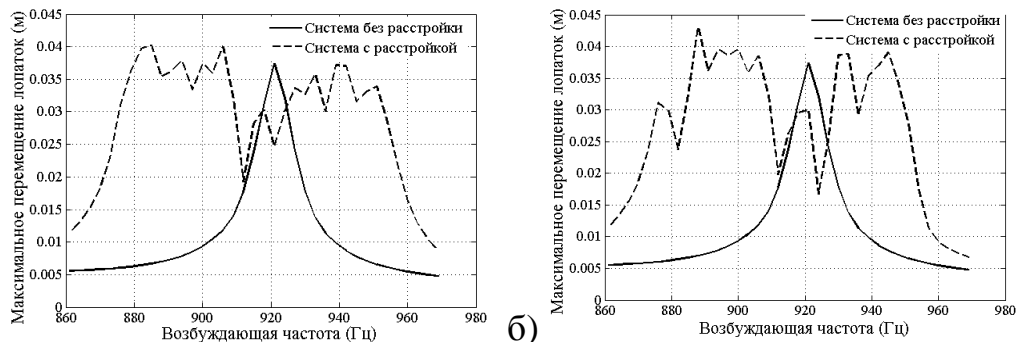 Максимальное перемещение лопаток (м)
0.045
0.04
0.035
0.03
0.025
0.02
0.015
0.01
0.005
0
Система без расстройки
Система с расстройкой
860 880 900 920 940 960 980
Возбуждающая частота (Гц)
б)
Максимальное перемещение лопаток (м)
0.045
0.04
0.035
0.03
0.025
0.02
0.015
0.01
0.005
0
Система без расстройки
Система с расстройкой
860 880 900 920 940 960 980
Возбуждающая частота (Гц)